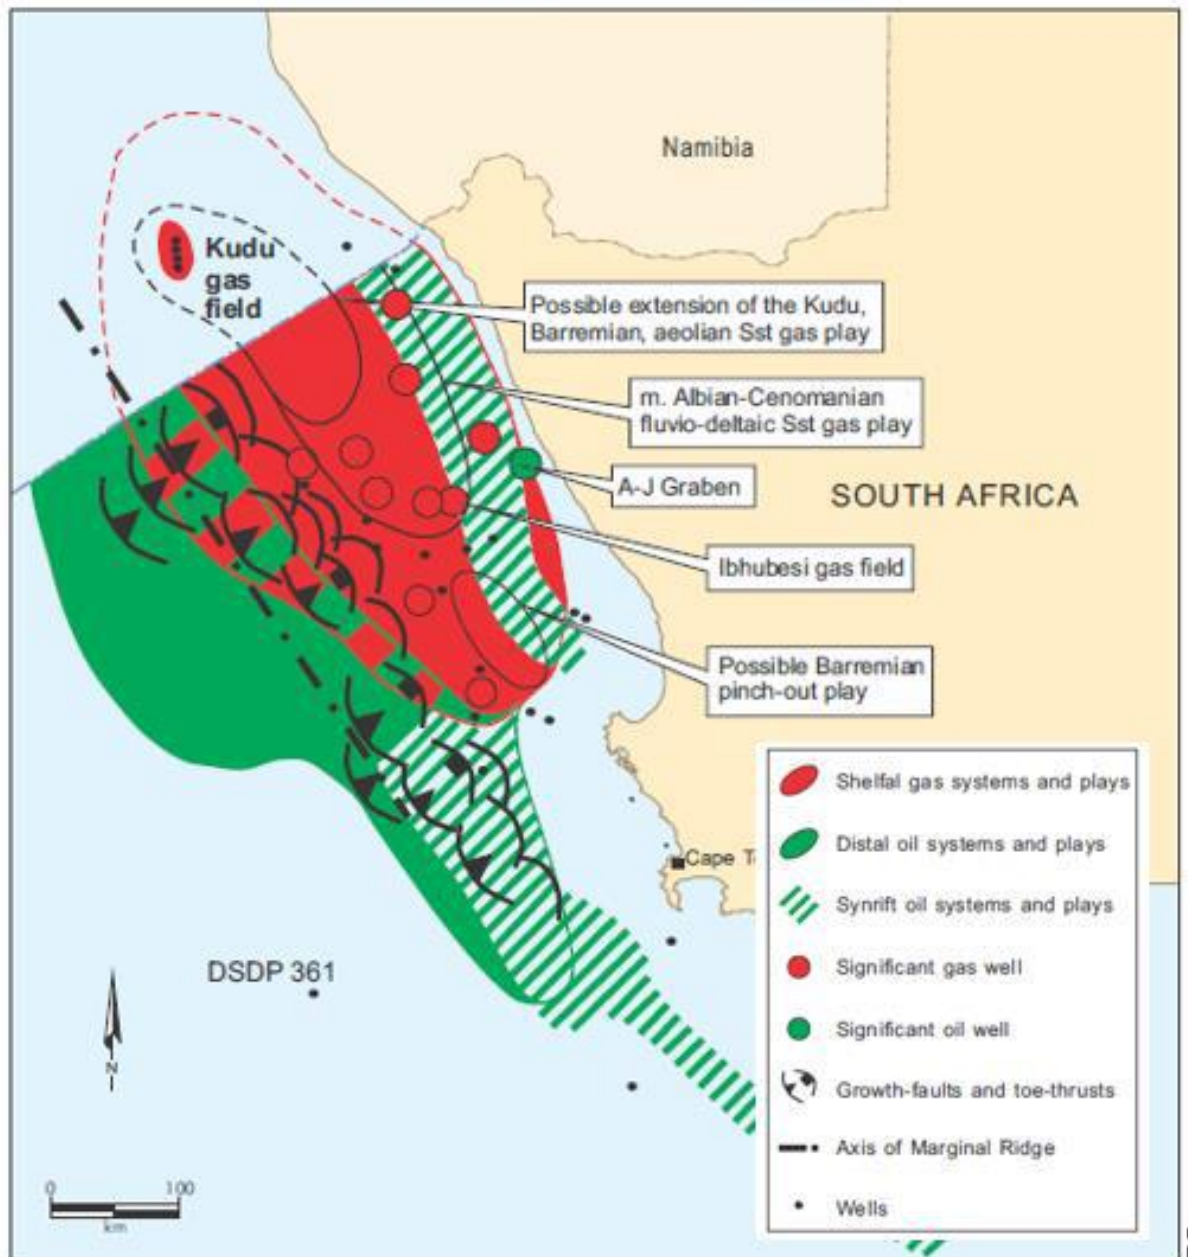 Namibia
Kudu
gas
field
Possible extension of the Kudu,
Barremian, aeolian Sst gas play
m. Albian-Cenomanian
fluvio-deltaic Sst gas play
A-J Graben
SOUTH AFRICA
Ibhubesi gas field
Possible Barremian
pinch-out play
Shelfal gas systems and plays
Distal oil systems and plays
Cape T
Synrift oil systems and plays
Significant gas well
DSDP 361
Significant oil well
N
Growth-faults and toe-thrusts
Axis of Marginal Ridge
0 100
km
Wells